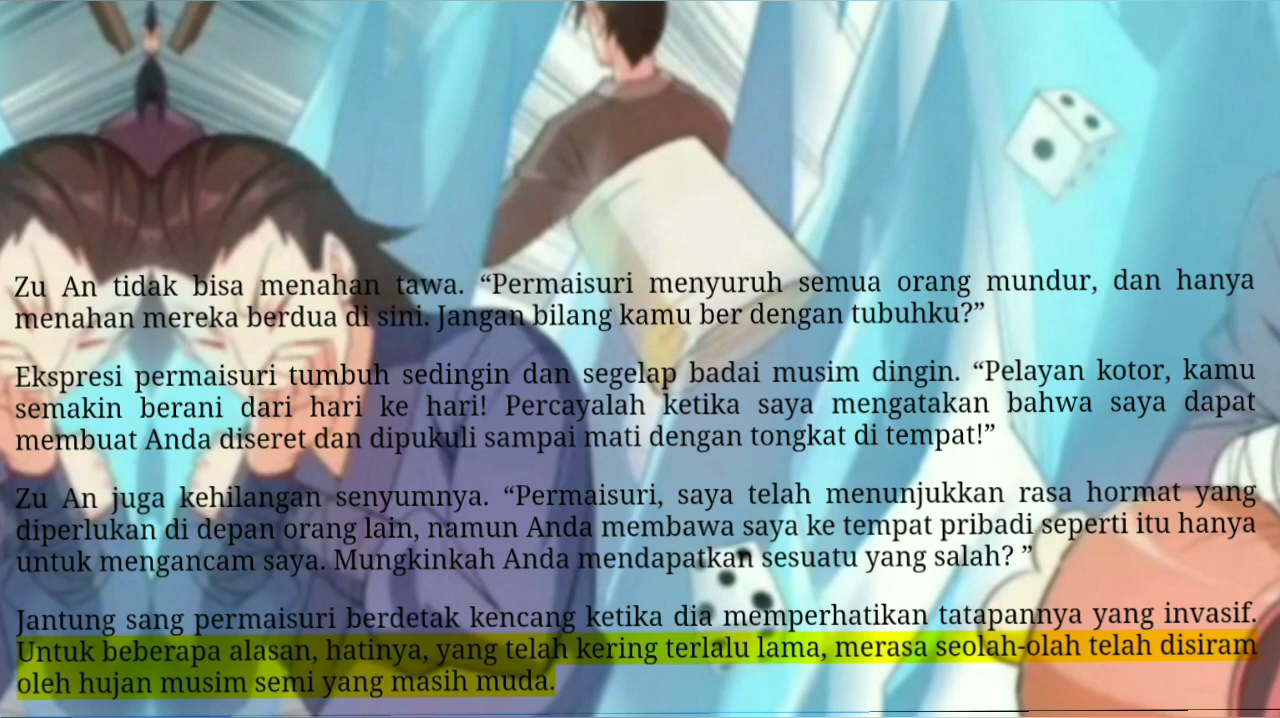 Zu An tidak bisa menahan tawa. “Permaisuri menyuruh semua orang mundur, dan hanya
menahan mereka berdua di sini. Jangan bilang kamu ber dengan tubuhku?”
Ekspresi permaisuri tumbuh sedingin dan segelap badai musim dingin. “Pelayan kotor, kamu
semakin berani dari hari ke hari! Percayalah ketika saya mengatakan bahwa saya dapat
membuat Anda diseret dan dipukuli sampai mati dengan tongkat di tempat!”
Zu An juga kehilangan senyumnya. “Permaisuri, saya telah menunjukkan rasa hormat yang
diperlukan di depan orang lain, namun Anda membawa saya ke tempat pribadi seperti itu hanya
untuk mengancam saya. Mungkinkah Anda mendapatkan sesuatu yang salah? ”
Jantung sang permaisuri berdetak kencang ketika dia memperhatikan tatapannya yang invasif.
Untuk beberapa alasan, hatinya, yang telah kering terlalu lama, merasa seolah-olah telah disiram
oleh hujan musim semi yang masih muda.